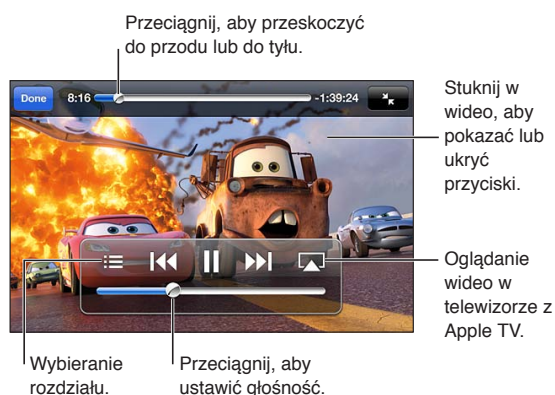 Przeciągnij, aby przeskoczyć
do przodu lub do tyłu.
Done 8:16 -1:39:24
Stuknij w
wideo, aby
pokazać lub
ukryć
przyciski.
Oglądanie
wideo w
telewizorze z
Apple TV.
Wybieranie
rozdziału.
Przeciągnij, aby
ustawić głośność.